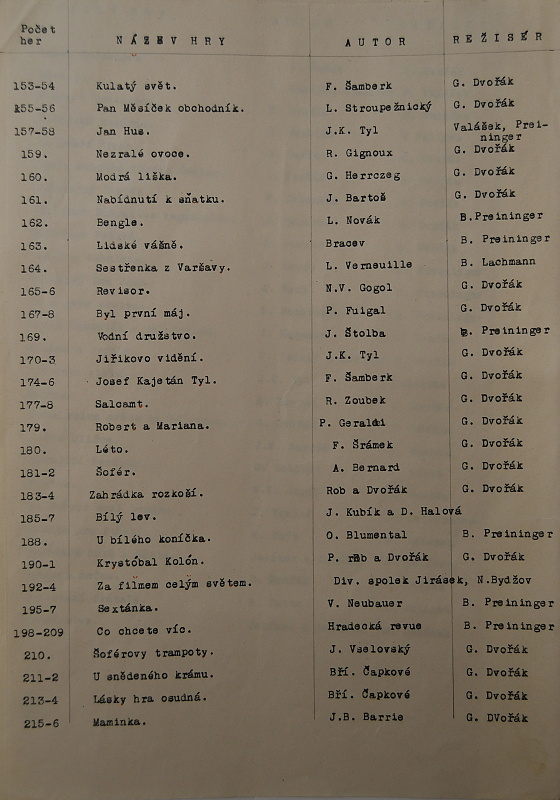 Počet her NÁZEV HRY AUTOR REŽISÉR
153-54 Kulatý svět. F. Šamberk G. Dvořák
155-56 Pan Měsíček obchodník. L. Stroupežnický G. Dvořák
157-58 Jan Hus. J.K. Tyl Valášek, Prei-
ninger
159. Nezralé ovoce. R. Gignoux G. Dvořák
160. Modrá liška. G. Herrczeg G. Dvořák
161. Nabídnutí k sňatku. J. Bartoš G. Dvořák
162. Bengle. L. Novák B.Preininger
163. Lidské vášně. Bracev B. Preininger
164. Sestřenka z Varšavy. L. Verneuille B. Lachmann
165-6 Revisor. N.V. Gogol G. Dvořák
167-8 Byl první máj. P. Fuigal G. Dvořák
169. Vodní družstvo. J. Štolba B. Preininger
170-3 Jiřikovo vidění. J.K. Tyl G. Dvořák
174-6 Josef Kajetán Tyl. F. Šamberk G. Dvořák
177-8 Salcamt. R. Zoubek G. Dvořák
179. Robert a Mariana. P. Geraldi G. Dvořák
180. Léto. F. Šrámek G. Dvořák
181-2 Šofér. A. Bernard G. Dvořák
183-4 Zahrádka rozkoší. Rob a Dvořák G. Dvořák
185-7 Bílý lev. J. Kubík a D. Halová
188. U bílého koníčka. O. Blumental B. Preininger
190-1 Krystóbal Kolón. P. rob a Dvořák G. Dvořák
192-4 Za filmem celým světem. Div. spolek Jirásek, N.Bydžov
195-7 Sextánka. V. Neubauer B. Preininger
198-209 Co chcete víc. Hradecká revue B. Preininger
210. Šoférovy trampoty. J. Vselovský G. Dvořák
211-2 U snědeného krámu. Bří. Čapkové G. Dvořák
213-4 Lásky hra osudná. Bří. Čapkové G. Dvořák
215-6 Maminka. J.B. Barrie G. DVořák